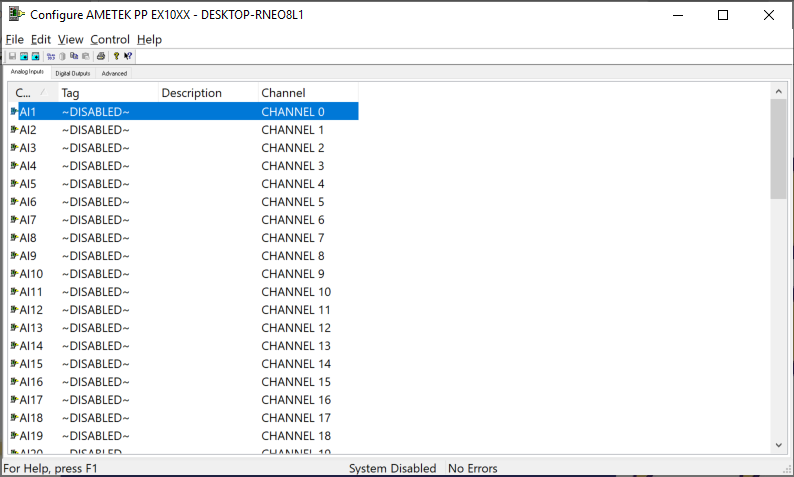 Configure AMETEK PP EX10XX - DESKTOP-RNEO8L1
File Edit View Control Help
Analog Inputs Digital Outputs Advanced
C... Tag Description Channel
AI1 ~DISABLED~ CHANNEL 0
AI2 ~DISABLED~ CHANNEL 1
AI3 ~DISABLED~ CHANNEL 2
AI4 ~DISABLED~ CHANNEL 3
AI5 ~DISABLED~ CHANNEL 4
AI6 ~DISABLED~ CHANNEL 5
AI7 ~DISABLED~ CHANNEL 6
AI8 ~DISABLED~ CHANNEL 7
AI9 ~DISABLED~ CHANNEL 8
AI10 ~DISABLED~ CHANNEL 9
AI11 ~DISABLED~ CHANNEL 10
AI12 ~DISABLED~ CHANNEL 11
AI13 ~DISABLED~ CHANNEL 12
AI14 ~DISABLED~ CHANNEL 13
AI15 ~DISABLED~ CHANNEL 14
AI16 ~DISABLED~ CHANNEL 15
AI17 ~DISABLED~ CHANNEL 16
AI18 ~DISABLED~ CHANNEL 17
AI19 ~DISABLED~ CHANNEL 18
AI20 ~DISABLED~ CHANNEL 19
For Help, press F1 System Disabled No Errors